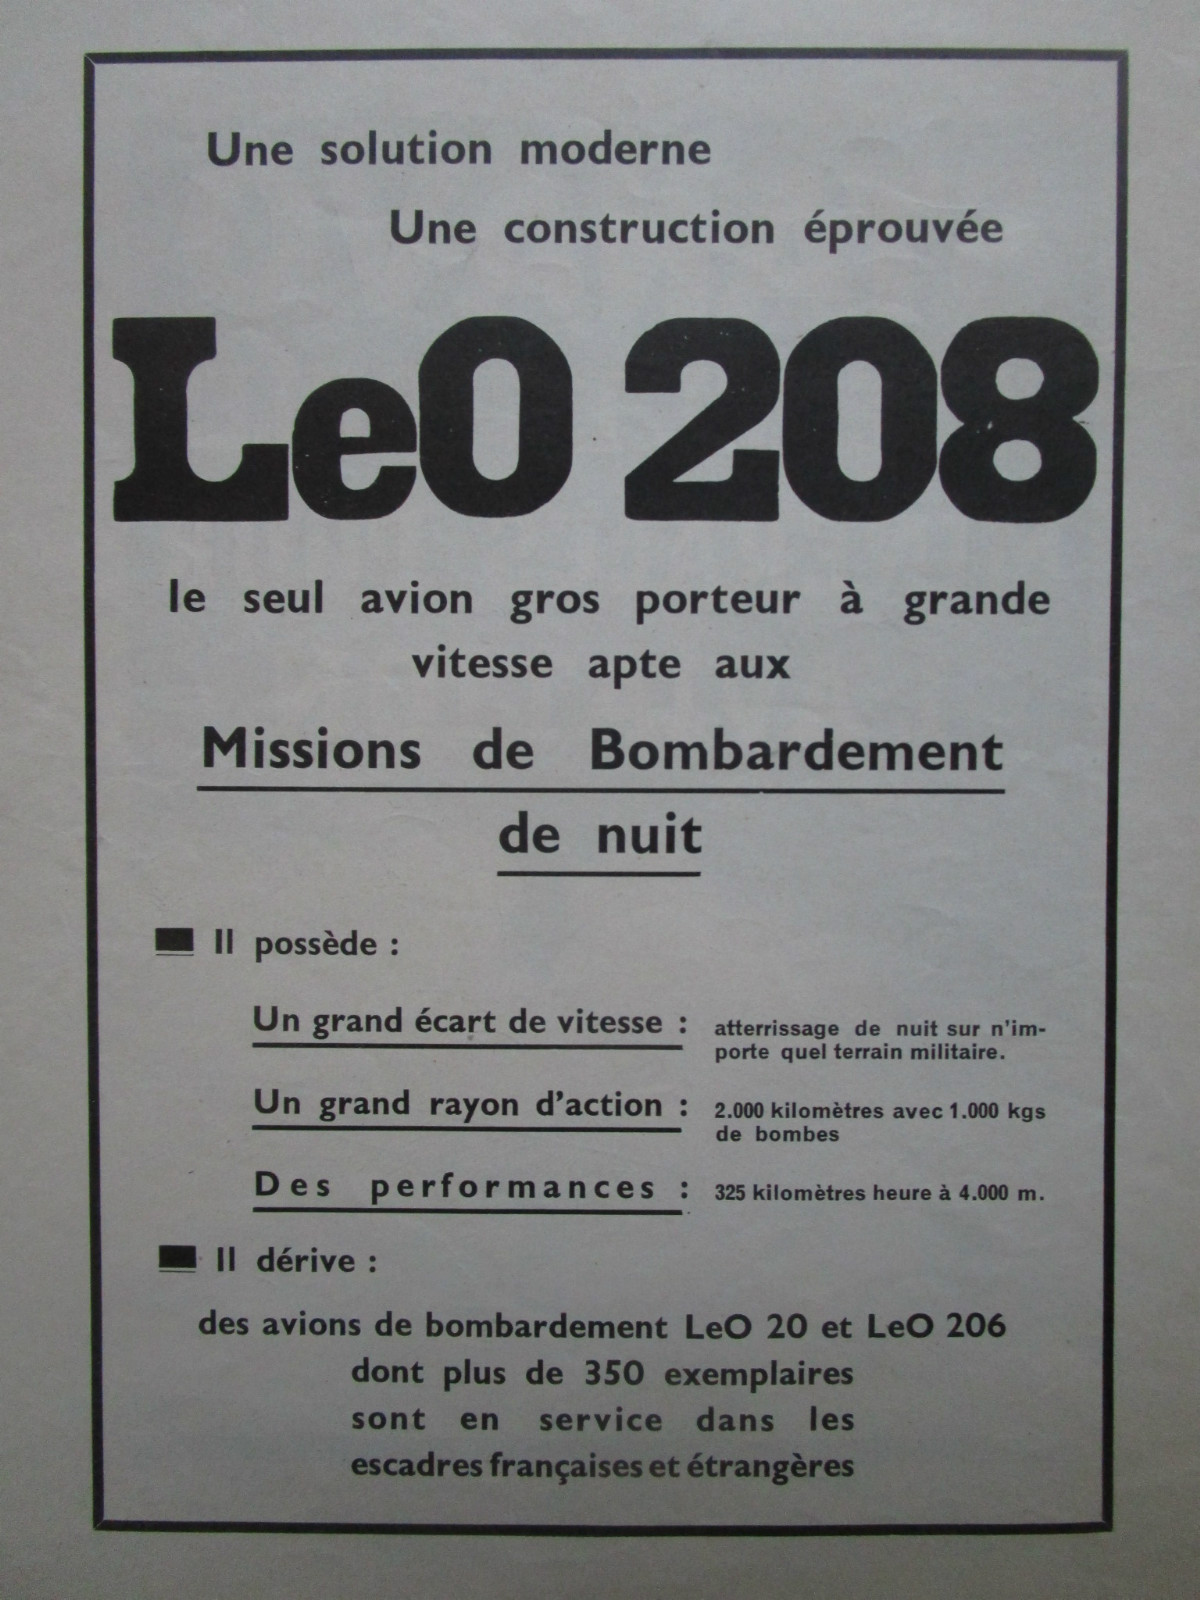 Une solution moderne
Une construction éprouvée
LeO 208
le seul avion gros porteur à grande
vitesse apte aux
Missions de Bombardement
de nuit
Il possède :
Un grand écart de vitesse : atterrissage de nuit sur n'im-
porte quel terrain militaire.
Un grand rayon d'action : 2.000 kilomètres avec 1.000 kgs
de bombes
Des performances : 325 kilomètres heure à 4.000 m.
Il dérive :
des avions de bombardement LeO 20 et LeO 206
dont plus de 350 exemplaires
sont en service dans les
escadres françaises et étrangères